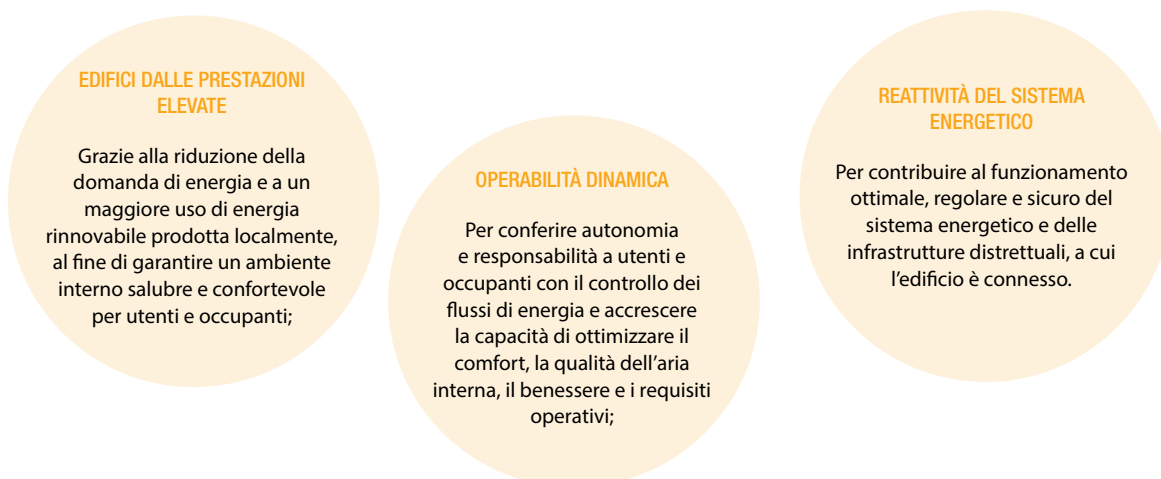 EDIFICI DALLE PRESTAZIONI
ELEVATE
Grazie alla riduzione della
domanda di energia e a un
maggiore uso di energia
rinnovabile prodotta localmente,
al fine di garantire un ambiente
interno salubre e confortevole
per utenti e occupanti;
OPERABILITÀ DINAMICA
Per conferire autonomia
e responsabilità a utenti e
occupanti con il controllo dei
flussi di energia e accrescere
la capacità di ottimizzare il
comfort, la qualità dell’aria
interna, il benessere e i requisiti
operativi;
REATTIVITÀ DEL SISTEMA
ENERGETICO
Per contribuire al funzionamento
ottimale, regolare e sicuro del
sistema energetico e delle
infrastrutture distrettuali, a cui
l’edificio è connesso.